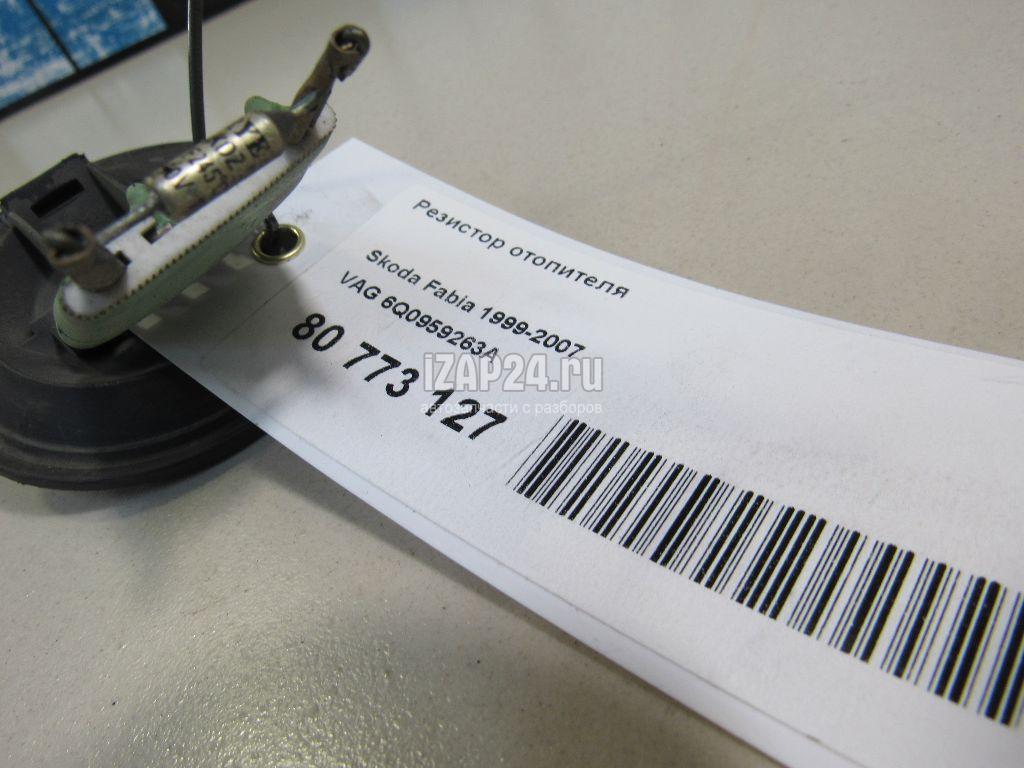 Резистор отопителя
Skoda Fabia 1999-2007
VAG 6Q0959263A
80 773 127
iZAP24.ru
автозапчасти с разборов